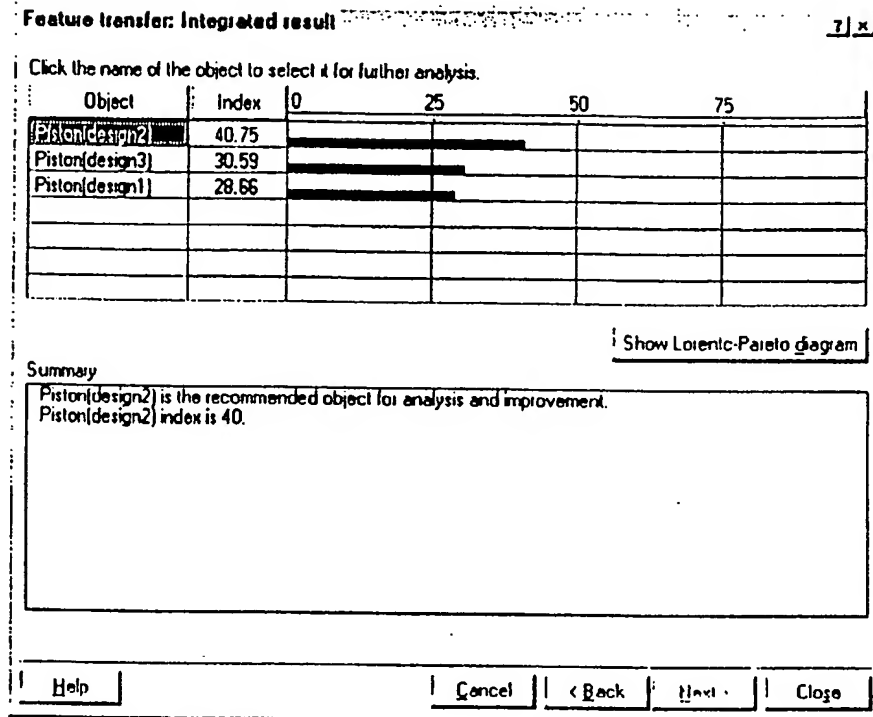 Feature transfer: Integrated result ? ×
Click the name of the object to select it for further analysis.
Object Index 0 25 50 75
Piston(design2) 40.75
Piston(design3) 30.59
Piston(design1) 28.66
Show Lorentc-Pareto diagram
Summary
Piston(design2) is the recommended object for analysis and improvement.
Piston(design2) index is 40.
Help Cancel < Back Next > Close